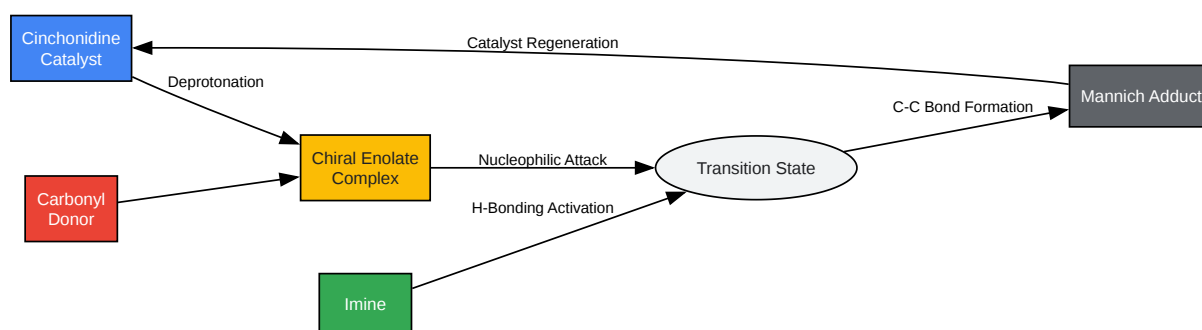 Cinchonidine
Catalyst
Catalyst Regeneration
Deprotonation
Mannich Adduct
C-C Bond Formation
Chiral Enolate
Complex
Nucleophilic Attack
Transition State
Carbonyl
Donor
H-Bonding Activation
Imine